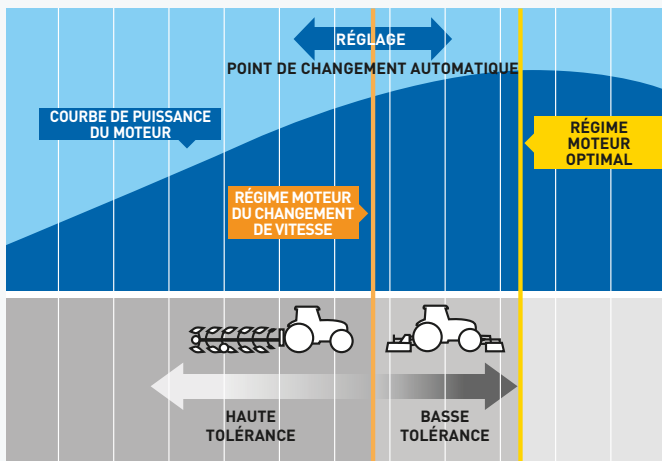 RÉGLAGE
POINT DE CHANGEMENT AUTOMATIQUE
COURBE DE PUISSANCE
DU MOTEUR
RÉGIME
MOTEUR
OPTIMAL
RÉGIME MOTEUR
DU CHANGEMENT
DE VITESSE
HAUTE
TOLÉRANCE
BASSE
TOLÉRANCE